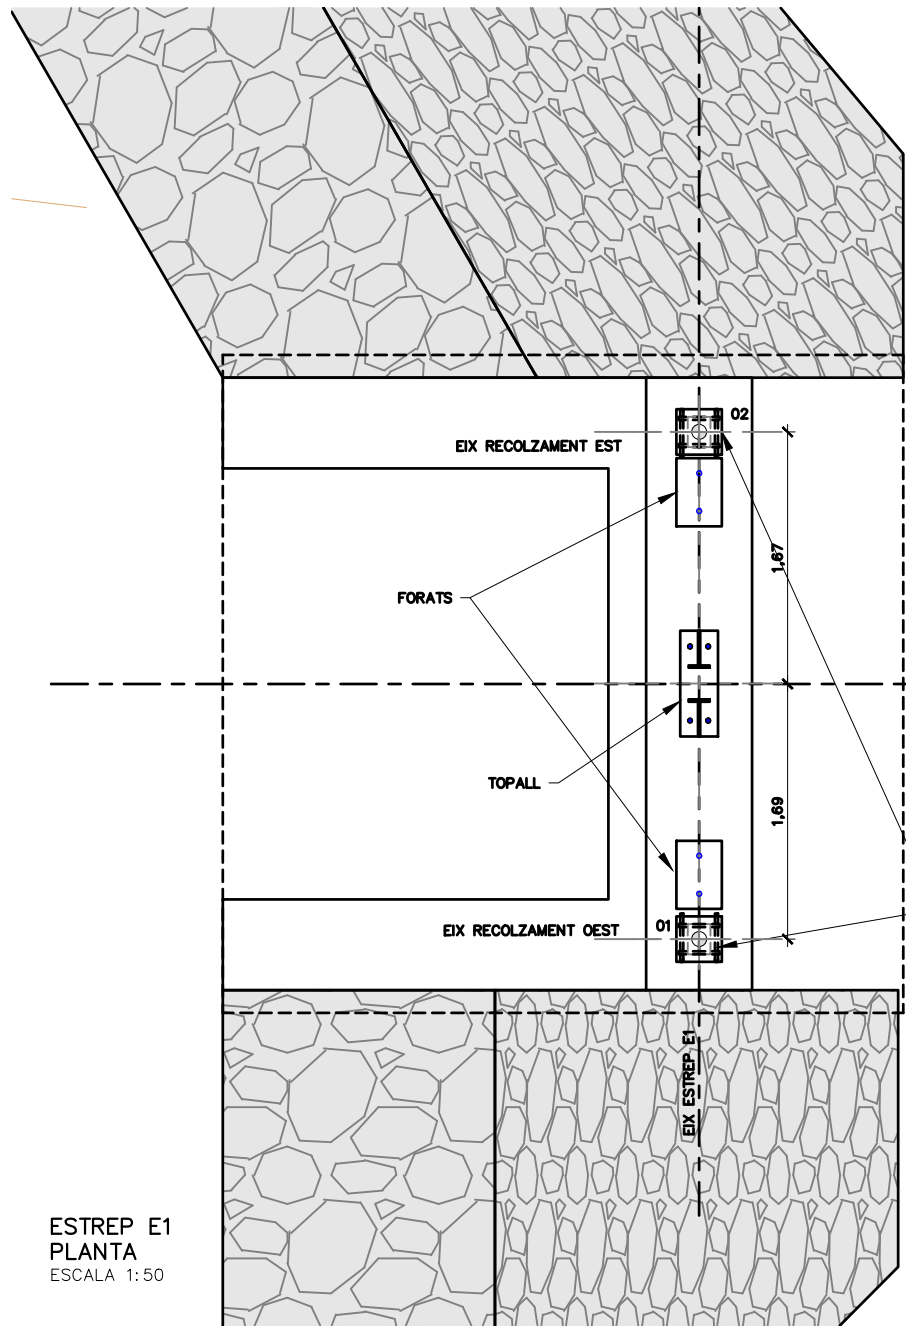 02
EIX RECOLZAMENT EST
1,67
FORATS
TOPALL
1,69
01
EIX RECOLZAMENT OEST
EIX ESTREP E1
ESTREP E1
PLANTA
ESCALA 1:50